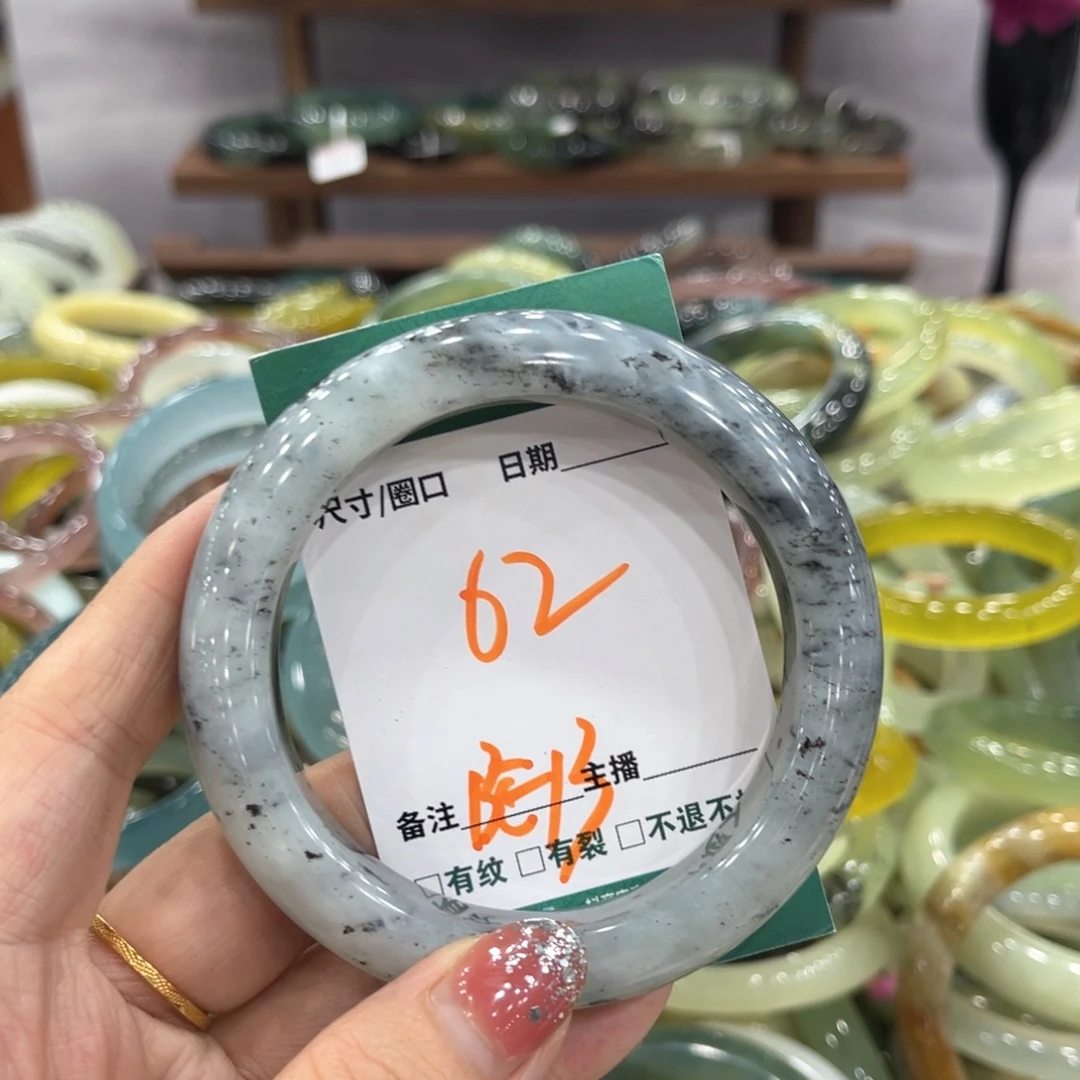 尺寸/圈口 日期
62
备注 主播
□有纹 □有裂 □不退不